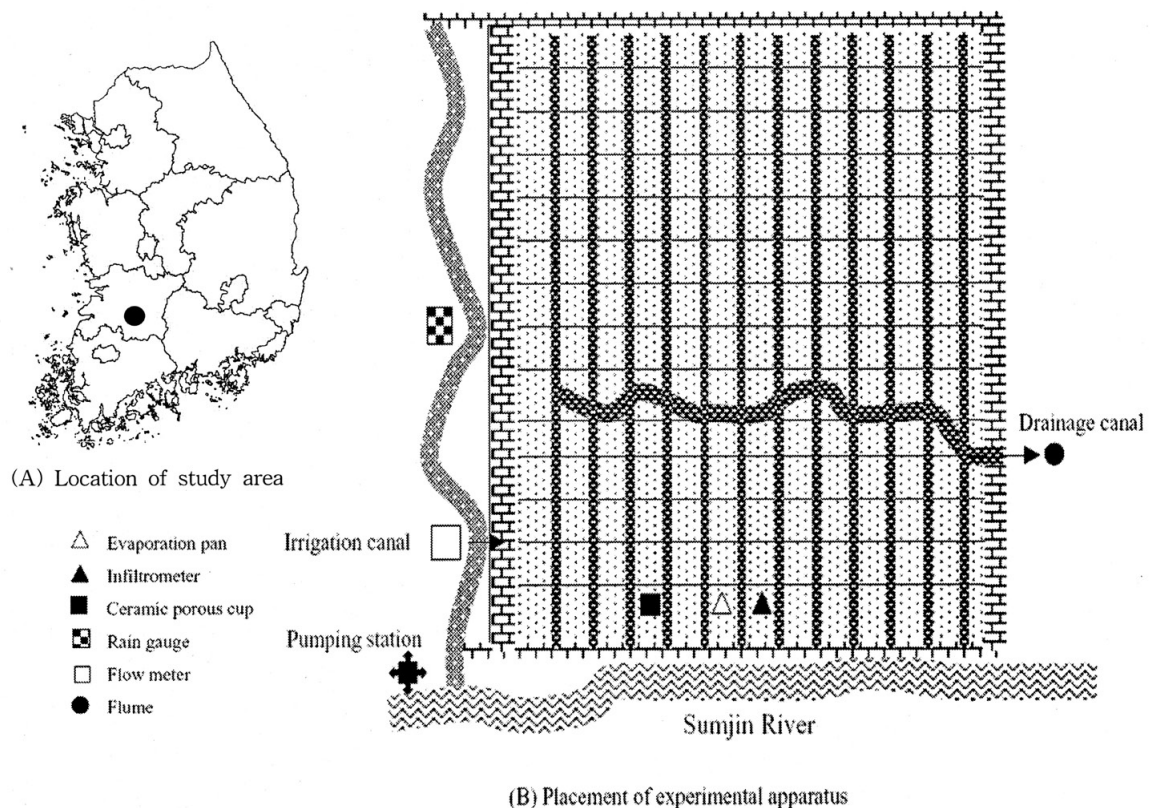 (A) Location of study area
Evaporation pan
Infiltrometer
Ceramic porous cup
Rain gauge
Flow meter
Flume
Irrigation canal
Pumping station
Drainage canal
Sumjin River
(B) Placement of experimental apparatus